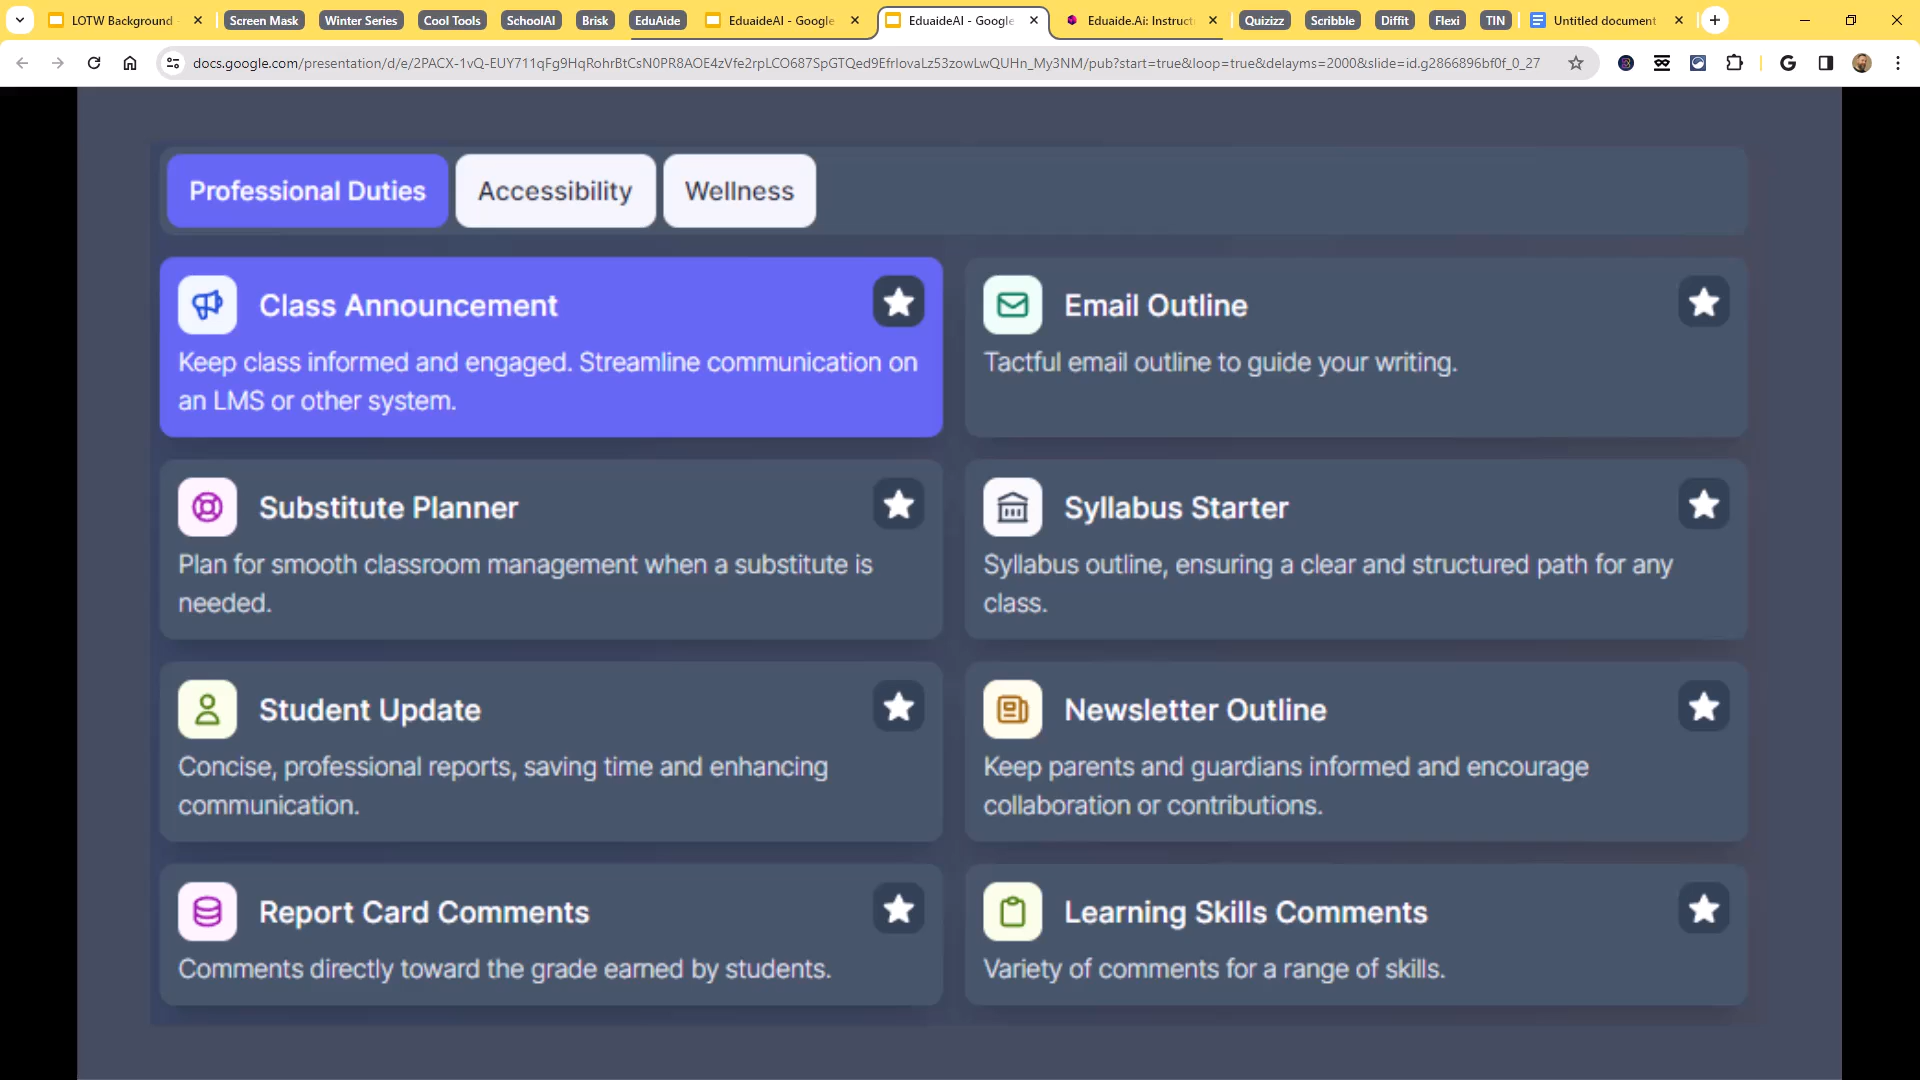 LOTW Background
Screen Mask
Winter Series
Cool Tools
SchoolAI
Brisk
EduAide
EduaideAI - Google
EduaideAI - Google
Eduaide.Ai: Instruct
Quizizz
Scribble
Diffit
Flexi
TIN
Untitled document
docs.google.com/presentation/d/e/2PACX-1vQ-EUY711qFg9HqRohrBtCsN0PR8AOE4zVfe2rpLCO687SpGTQed9EfrIovaLz53zowLwQUHn_My3NM/pub?start=true&loop=true&delayms=2000&slide=id.g2866896bf0f_0_27
Professional Duties
Accessibility
Wellness
Class Announcement
Keep class informed and engaged. Streamline communication on
an LMS or other system.
Email Outline
Tactful email outline to guide your writing.
Substitute Planner
Plan for smooth classroom management when a substitute is
needed.
Syllabus Starter
Syllabus outline, ensuring a clear and structured path for any
class.
Student Update
Concise, professional reports, saving time and enhancing
communication.
Newsletter Outline
Keep parents and guardians informed and encourage
collaboration or contributions.
Report Card Comments
Comments directly toward the grade earned by students.
Learning Skills Comments
Variety of comments for a range of skills.